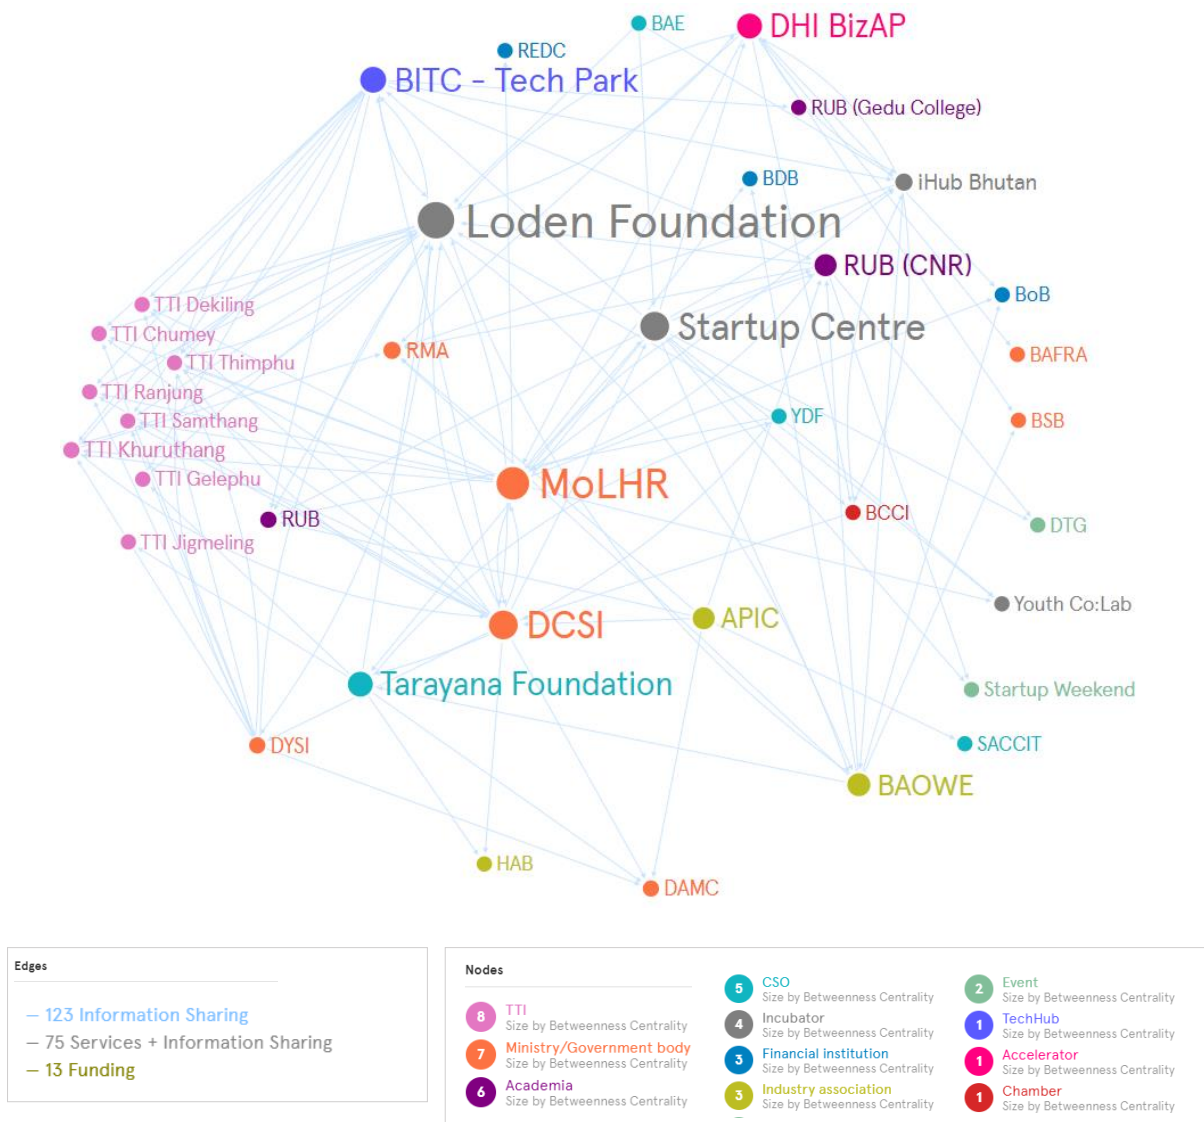 BAE
DHI BizAP
REDC
BITC - Tech Park
RUB (Gedu College)
BDB
iHub Bhutan
Loden Foundation
RUB (CNR)
BoB
TTI Dekiling
Startup Centre
TTI Chumey
RMA
BAFRA
TTI Thimphu
TTI Ranjung
YDF
BSB
TTI Samthang
TTI Khuruthang
TTI Gelephu
MoLHR
BCCI
RUB
DTG
TTI Jigmeling
Youth Co:Lab
DCSI
APIC
Tarayana Foundation
Startup Weekend
DYSI
SACCIT
BAOWE
HAB
DAMC
Edges
— 123 Information Sharing
— 75 Services + Information Sharing
— 13 Funding
Nodes
8 TTI
Size by Betweenness Centrality
7 Ministry/Government body
Size by Betweenness Centrality
6 Academia
Size by Betweenness Centrality
5 CSO
Size by Betweenness Centrality
4 Incubator
Size by Betweenness Centrality
3 Financial institution
Size by Betweenness Centrality
3 Industry association
Size by Betweenness Centrality
2 Event
Size by Betweenness Centrality
1 TechHub
Size by Betweenness Centrality
1 Accelerator
Size by Betweenness Centrality
1 Chamber
Size by Betweenness Centrality